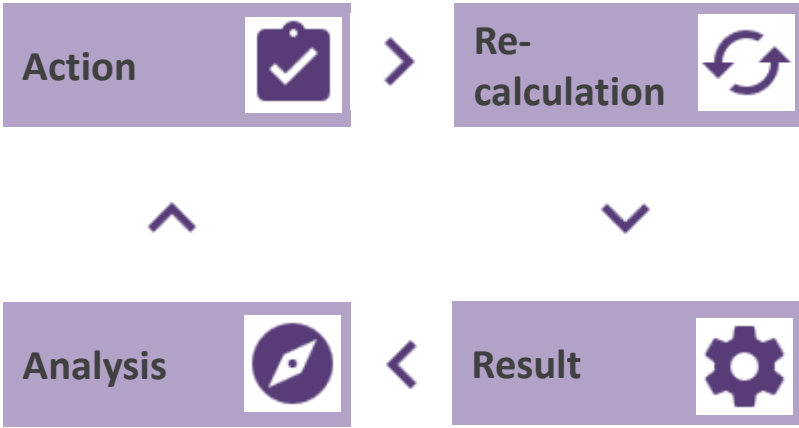 Action
Re-
calculation
Analysis
Result